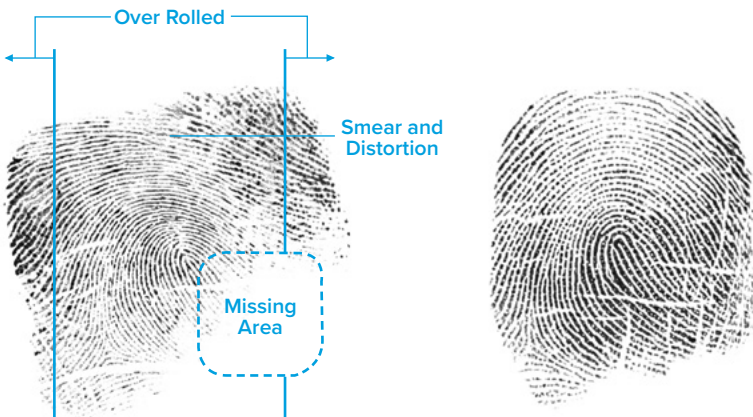 Over Rolled
Smear and
Distortion
Missing
Area